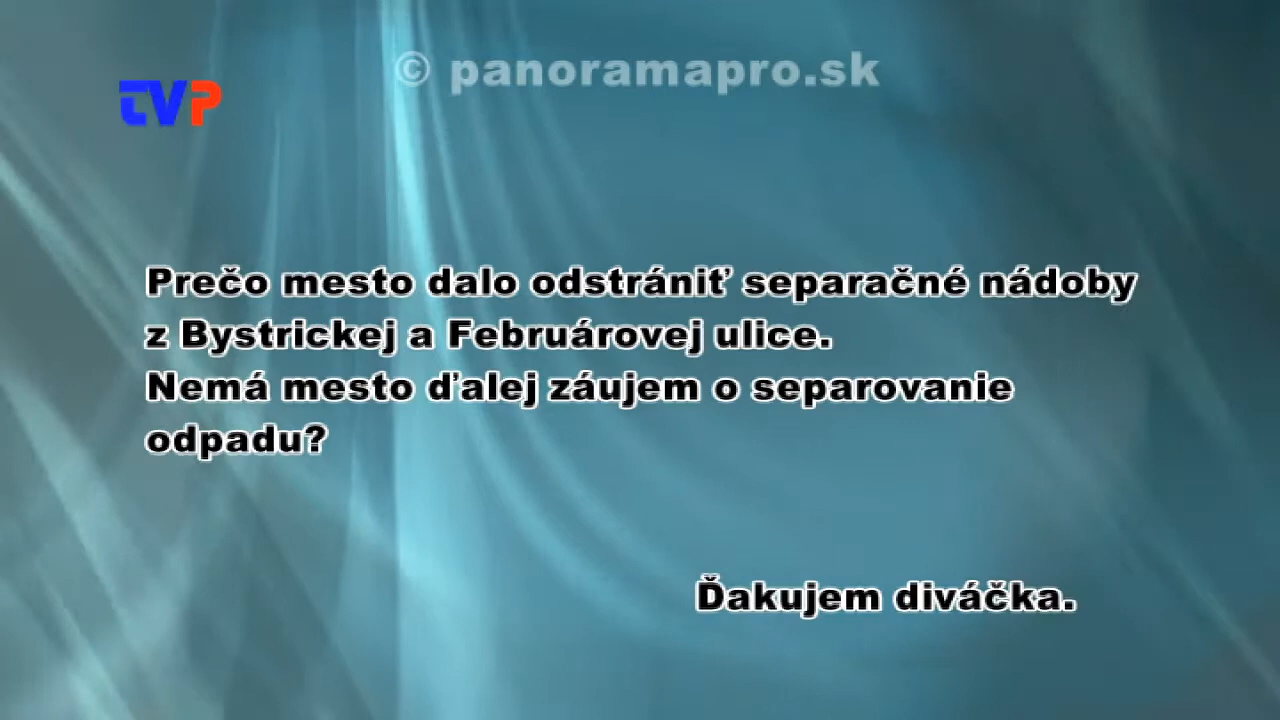 © panoramapro.sk
TVP
Prečo mesto dalo odstrániť separačné nádoby
z Bystrickej a Februárovej ulice.
Nemá mesto ďalej záujem o separovanie
odpadu?
Ďakujem diváčka.